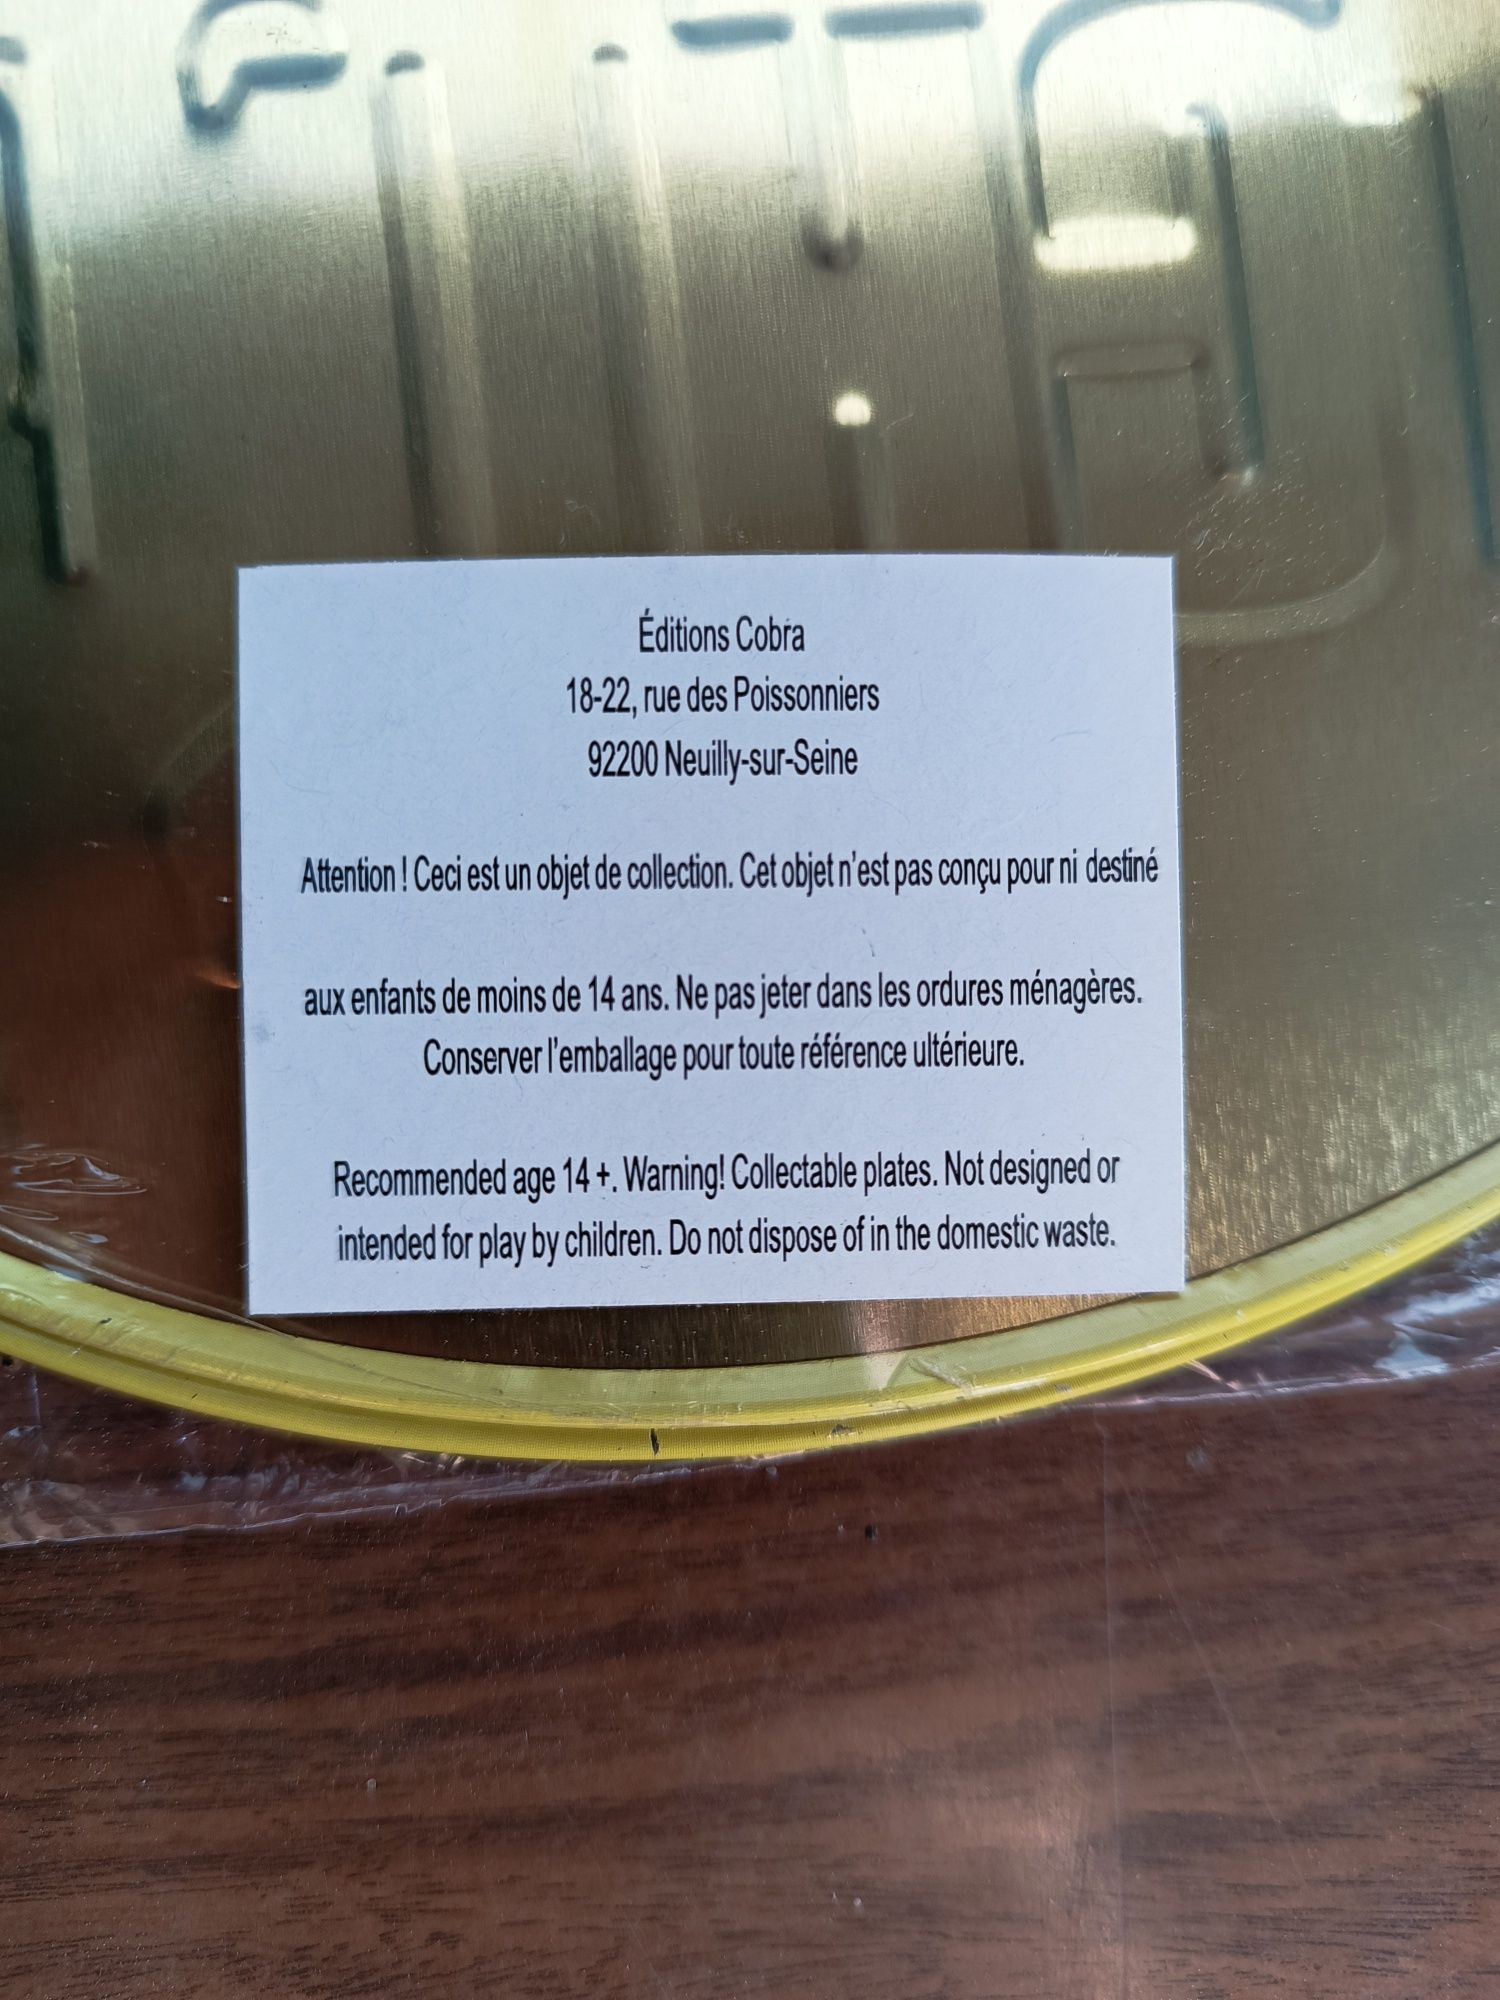 Éditions Cobra
18-22, rue des Poissonniers
92200 Neuilly-sur-Seine
Attention ! Ceci est un objet de collection. Cet objet n'est pas conçu pour ni destiné
aux enfants de moins de 14 ans. Ne pas jeter dans les ordures ménagères.
Conserver l'emballage pour toute référence ultérieure.
Recommended age 14 +. Warning! Collectable plates. Not designed or
intended for play by children. Do not dispose of in the domestic waste.